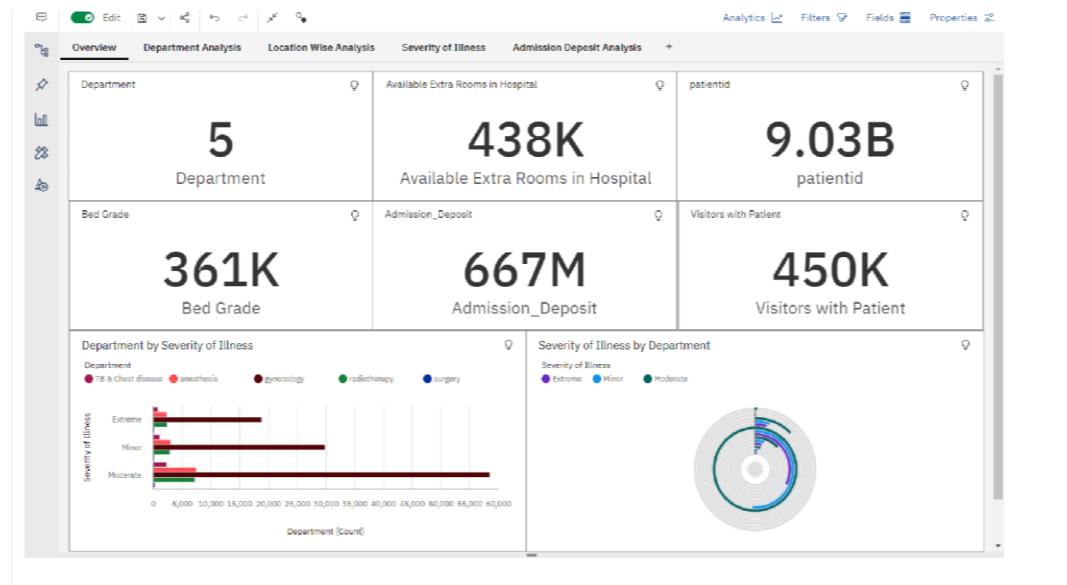 Edit
Analytics Filters Fields Properties
Overview Department Analysis Location Wise Analysis Severity of Illness Admission Deposit Analysis +
Department
5
Department
Available Extra Rooms in Hospital
438K
Available Extra Rooms in Hospital
patientid
9.03B
patientid
Bed Grade
361K
Bed Grade
Admission_Deposit
667M
Admission_Deposit
Visitors with Patient
450K
Visitors with Patient
Department by Severity of Illness
Department
TB & Chest disease anesthesia gynecology radiotherapy surgery
Severity of Illness
Extreme
Minor
Moderate
0 5,000 10,000 15,000 20,000 25,000 30,000 35,000 40,000 45,000 50,000 55,000 60,000
Department (Count)
Severity of Illness by Department
Severity of Illness
Extreme Minor Moderate